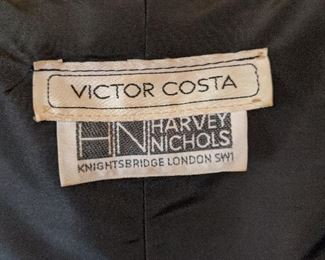 VICTOR COSTA
HN HARVEY
NICHOLS
KNIGHTSBRIDGE LONDON SW1